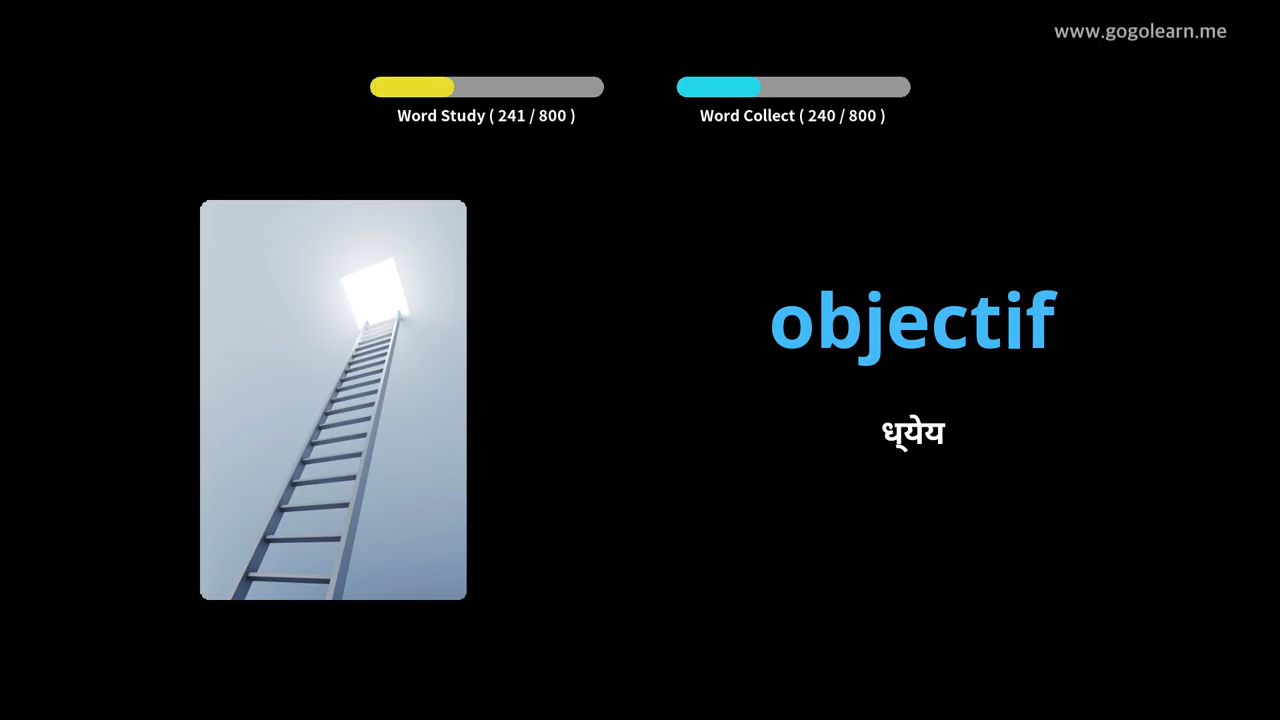 www.gogolearn.me
Word Study ( 241 / 800 )
Word Collect ( 240 / 800 )
objectif
ध्येय